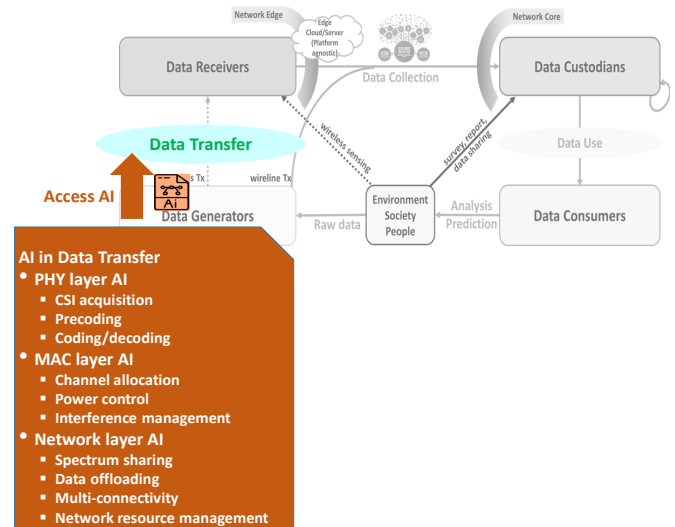 Network Edge
Edge
Cloud/Server
(Platform
agnostic)
Network Core
Data Receivers
Data Collection
Data Custodians
Data Transfer
wireless sensing
survey, report,
data sharing
Data Use
Access AI
s Tx
wireline Tx
Ai
Data Generators
Raw data
Environment
Society
People
Analysis
Prediction
Data Consumers
AI in Data Transfer
• PHY layer AI
▪ CSI acquisition
▪ Precoding
▪ Coding/decoding
• MAC layer AI
▪ Channel allocation
▪ Power control
▪ Interference management
• Network layer AI
▪ Spectrum sharing
▪ Data offloading
▪ Multi-connectivity
▪ Network resource management